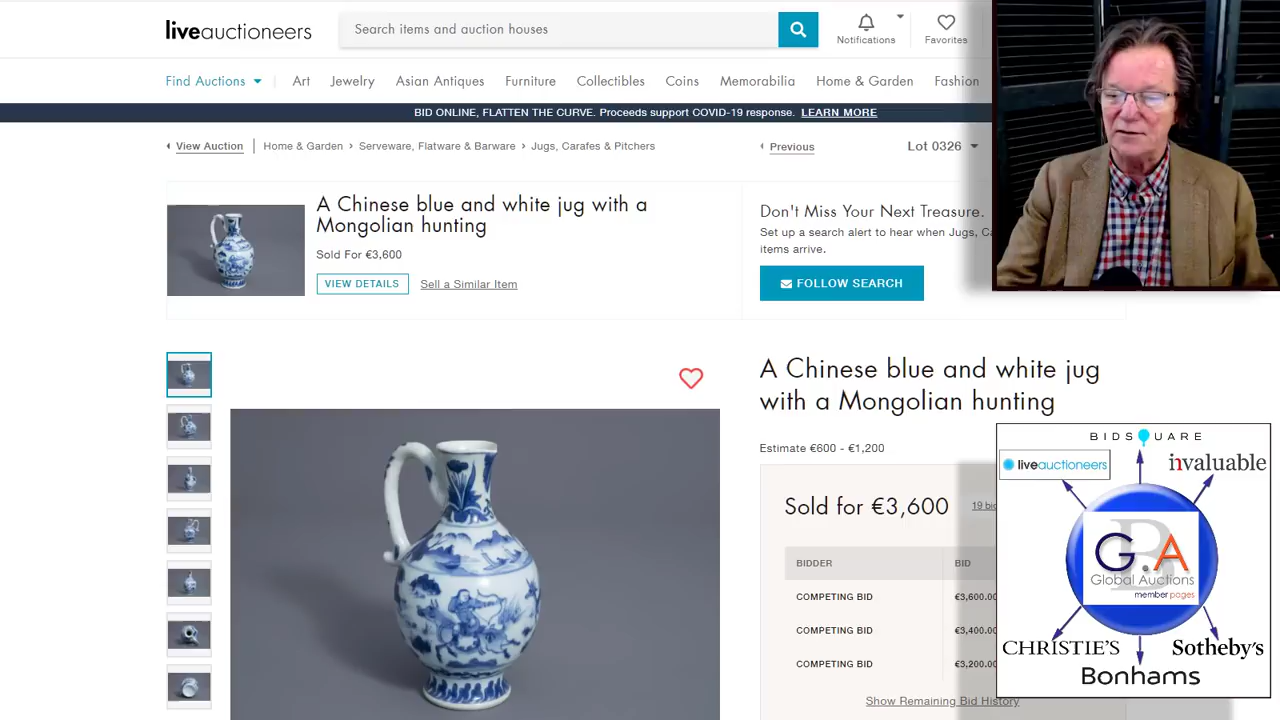 liveauctioneers
Search items and auction houses
Notifications
Favorites
Find Auctions
Art
Jewelry
Asian Antiques
Furniture
Collectibles
Coins
Memorabilia
Home & Garden
Fashion
BID ONLINE, FLATTEN THE CURVE. Proceeds support COVID-19 response. LEARN MORE
View Auction
Home & Garden › Serveware, Flatware & Barware › Jugs, Carafes & Pitchers
Previous
Lot 0326
A Chinese blue and white jug with a
Mongolian hunting
Sold For €3,600
VIEW DETAILS
Sell a Similar Item
Don't Miss Your Next Treasure.
Set up a search alert to hear when Jugs,
items arrive.
FOLLOW SEARCH
A Chinese blue and white jug
with a Mongolian hunting
Estimate €600 - €1,200
Sold for €3,600
19
BIDDER
BID
COMPETING BID
€3,600.00
COMPETING BID
€3,400.00
COMPETING BID
€3,200.00
Show Remaining Bid History
BIDSQUARE
liveauctioneers
invaluable
B
G.A
Global Auctions
member pages
CHRISTIE'S
Sotheby's
Bonhams